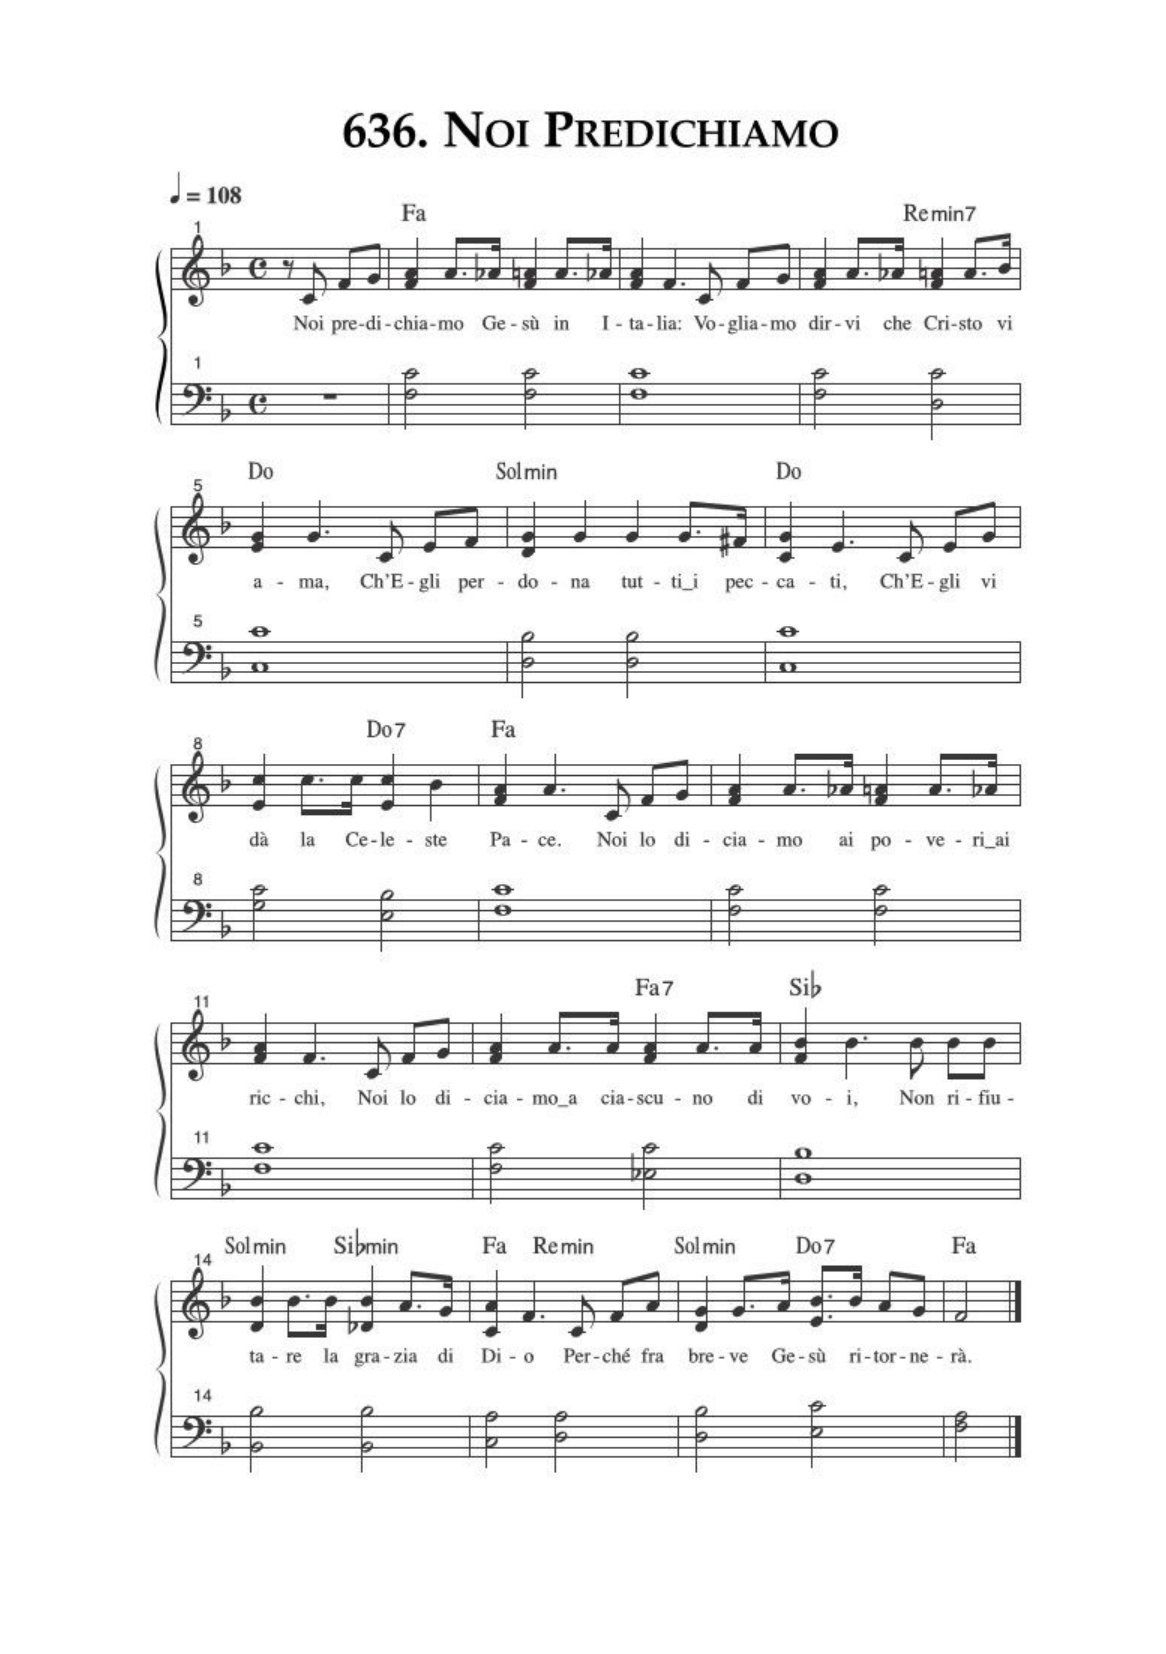 636. NOI PREDICHIAMO
♩ = 108
Fa Remin7
1
Noi pre-di-chia-mo Ge-sù in I-ta-lia: Vo-glia-mo dir-vi che Cri-sto vi
1
Do Solmin Do
5
a - ma, Ch'E-gli per - do - na tut - ti_i pec - ca - ti, Ch'E-gli vi
5
Do7 Fa
8
dà la Ce-le - ste Pa - ce. Noi lo di - cia - mo ai po - ve - ri_ai
8
Fa7 Si♭
11
ric - chi, Noi lo di - cia - mo_a cia-scu - no di vo - i, Non ri-fiu -
11
Solmin Si♭min Fa Remin Solmin Do7 Fa
14
ta - re la gra-zia di Di - o Per-ché fra bre-ve Ge-sù ri-tor-ne-rà.
14